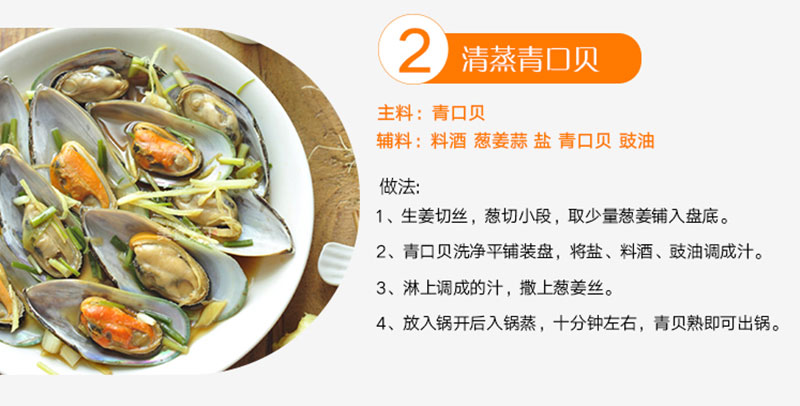 2 清蒸青口贝
主料：青口贝
辅料：料酒 葱姜蒜 盐 青口贝 豉油
做法:
1、生姜切丝，葱切小段，取少量葱姜铺入盘底。
2、青口贝洗净平铺装盘，将盐、料酒、豉油调成汁。
3、淋上调成的汁，撒上葱姜丝。
4、放入锅开后入锅蒸，十分钟左右，青贝熟即可出锅。